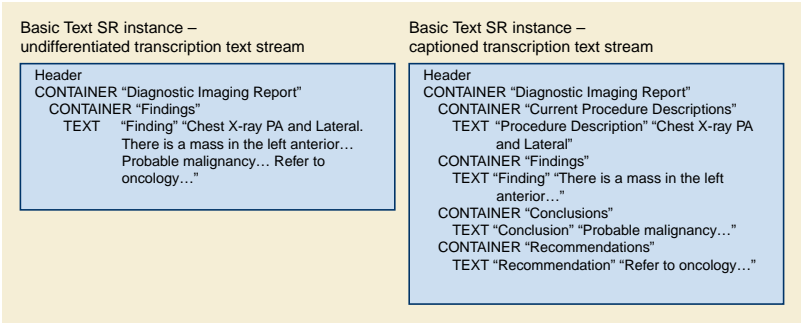 Basic Text SR instance –
undifferentiated transcription text stream
Header
CONTAINER “Diagnostic Imaging Report”
CONTAINER “Findings”
TEXT “Finding” “Chest X-ray PA and Lateral.
There is a mass in the left anterior…
Probable malignancy… Refer to
oncology…”
Basic Text SR instance –
captioned transcription text stream
Header
CONTAINER “Diagnostic Imaging Report”
CONTAINER “Current Procedure Descriptions”
TEXT “Procedure Description” “Chest X-ray PA
and Lateral”
CONTAINER “Findings”
TEXT “Finding” “There is a mass in the left
anterior…”
CONTAINER “Conclusions”
TEXT “Conclusion” “Probable malignancy…”
CONTAINER “Recommendations”
TEXT “Recommendation” “Refer to oncology…”